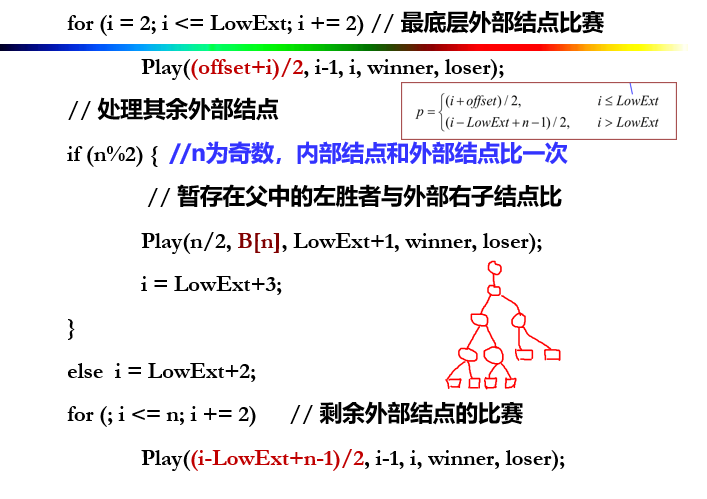 for (i = 2; i <= LowExt; i += 2) // 最底层外部结点比赛
Play((offset+i)/2, i-1, i, winner, loser);
// 处理其余外部结点
p = { (i+offset)/2, i ≤ LowExt
(i-LowExt+n-1)/2, i > LowExt
if (n%2) { //n为奇数，内部结点和外部结点比一次
// 暂存在父中的左胜者与外部右子结点比
Play(n/2, B[n], LowExt+1, winner, loser);
i = LowExt+3;
}
else i = LowExt+2;
for (; i <= n; i += 2) // 剩余外部结点的比赛
Play((i-LowExt+n-1)/2, i-1, i, winner, loser);